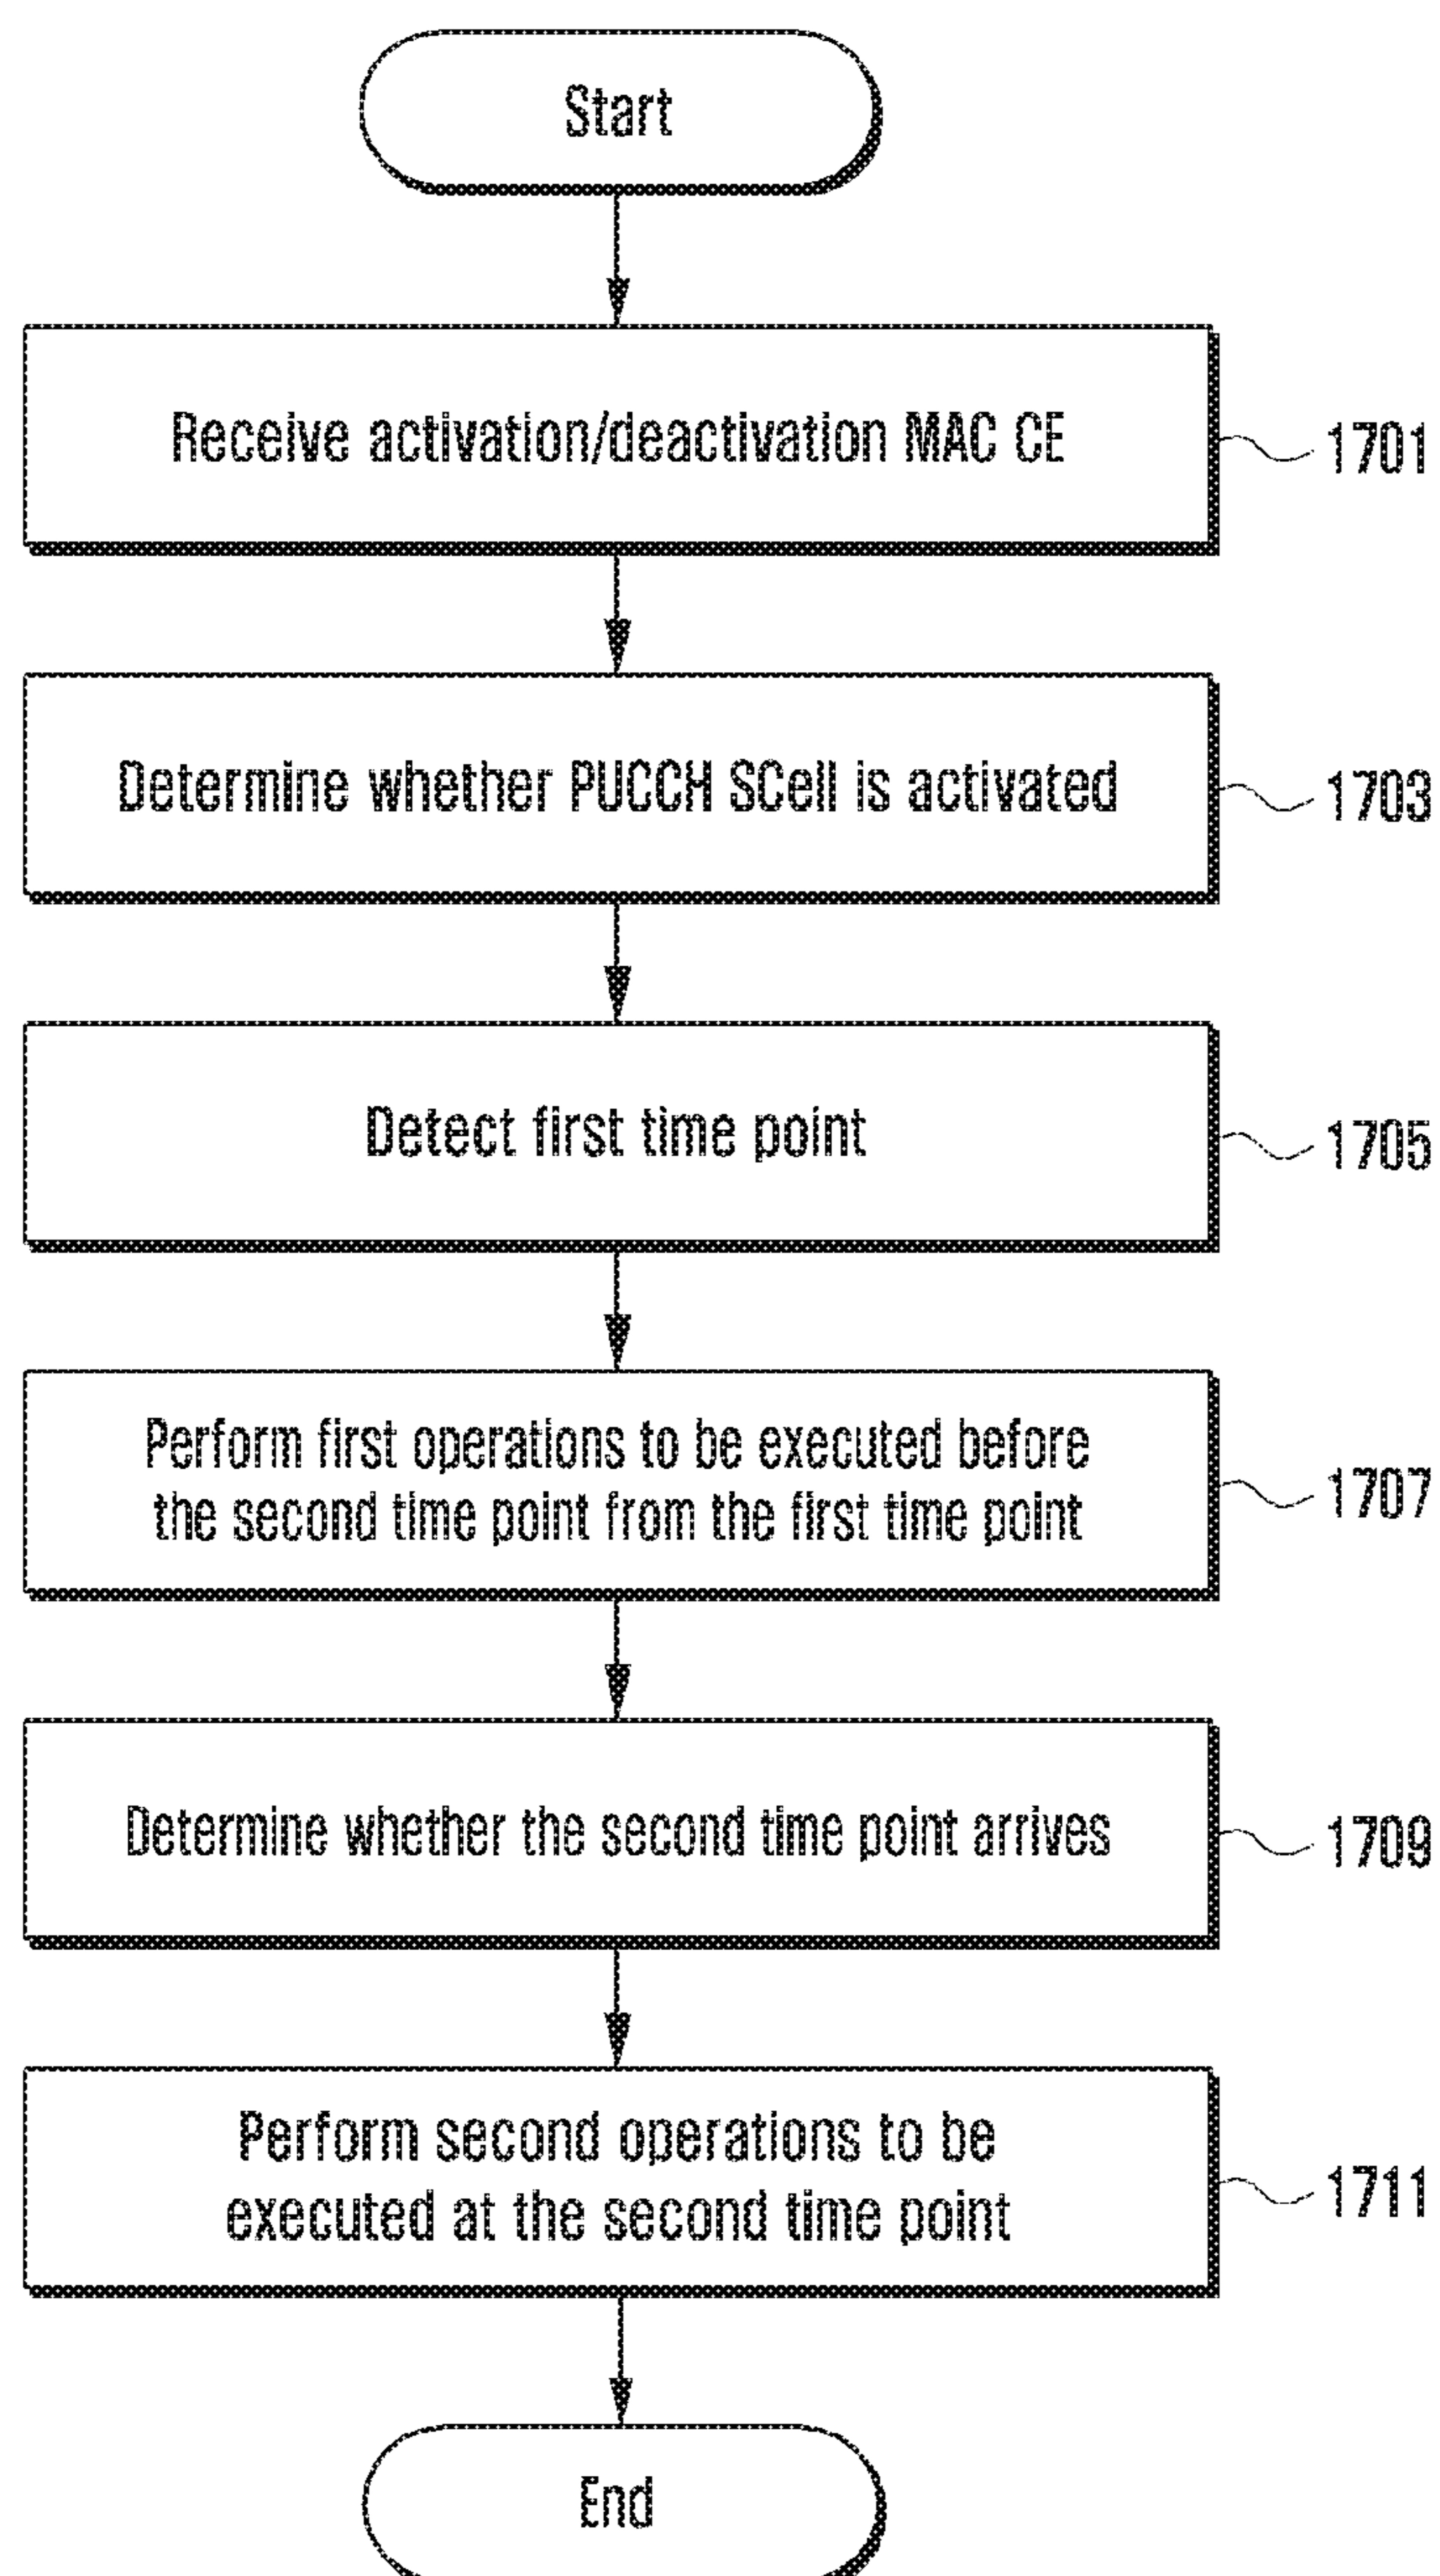 Start
Receive activation/deactivation MAC CE
1701
Determine whether PUCCH SCell is activated
1703
Detect first time point
1705
Perform first operations to be executed before
the second time point from the first time point
1707
Determine whether the second time point arrives
1709
Perform second operations to be
executed at the second time point
1711
End